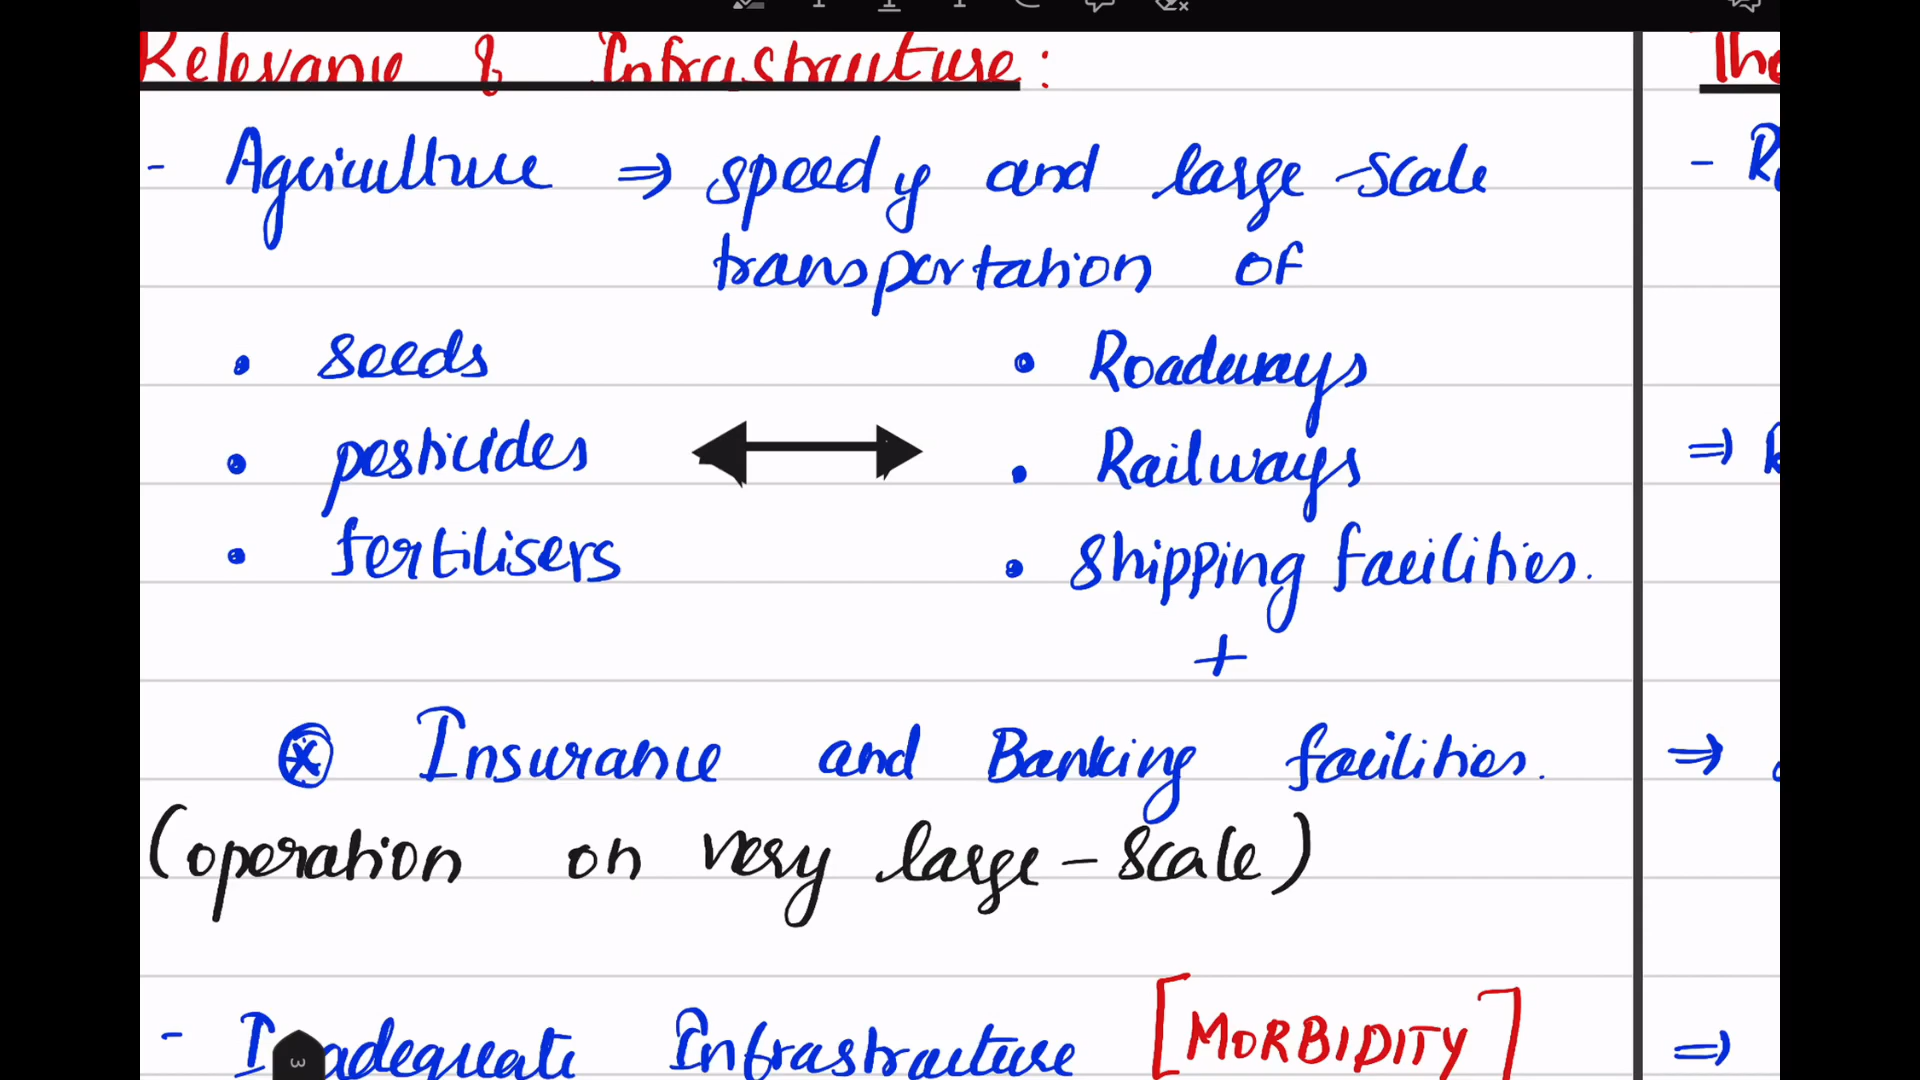 Relevance & Infrastructure:
- Agriculture ⇒ speedy and large-scale
transportation of
• seeds
• Roadways
• pesticides
• Railways
• fertilisers
• shipping facilities.
+
Insurance and Banking facilities.
(operation on very large-scale)
- Inadequate Infrastructure [MORBIDITY]
The